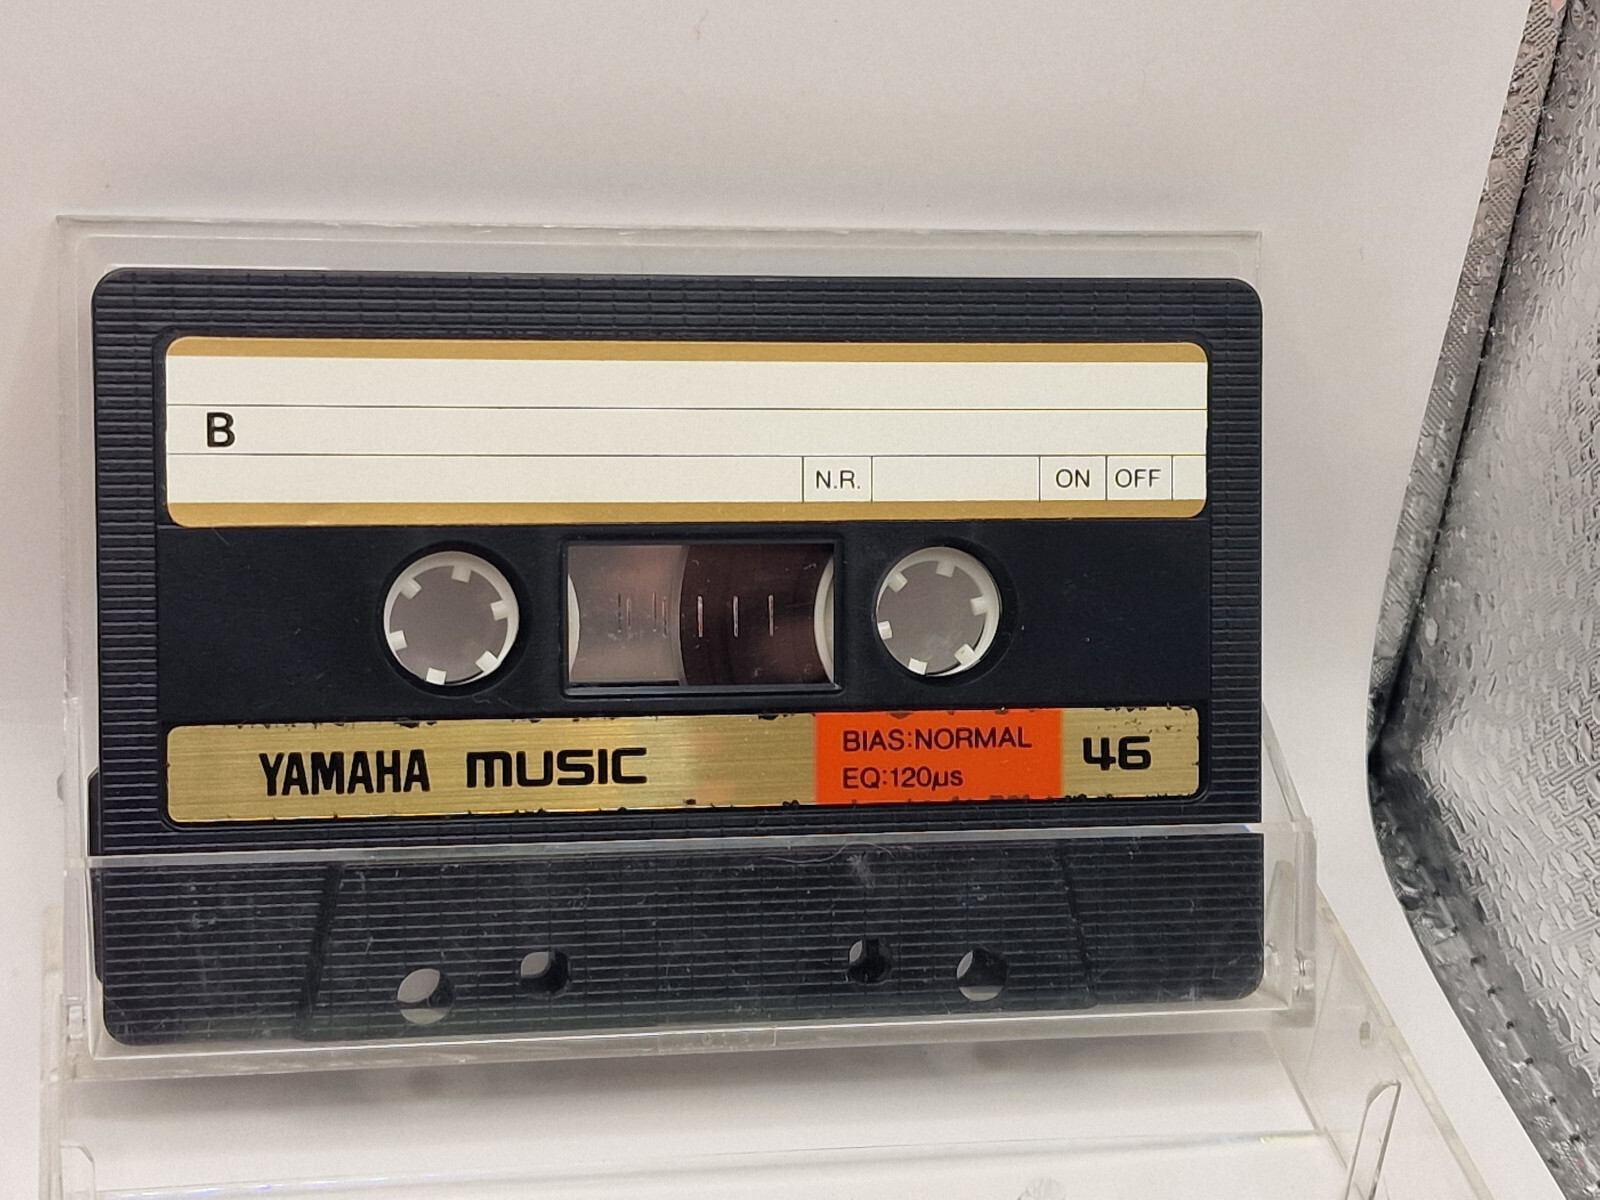 B
N.R. ON OFF
YAMAHA MUSIC
BIAS:NORMAL
EQ:120µs
46